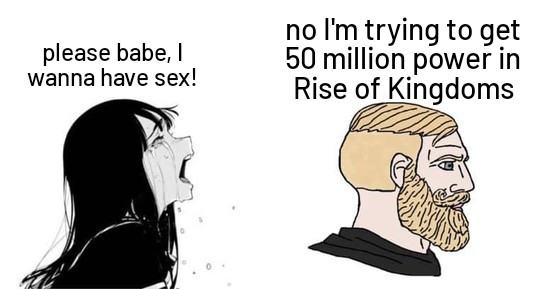 please babe, I
wanna have sex!
no I'm trying to get
50 million power in
Rise of Kingdoms